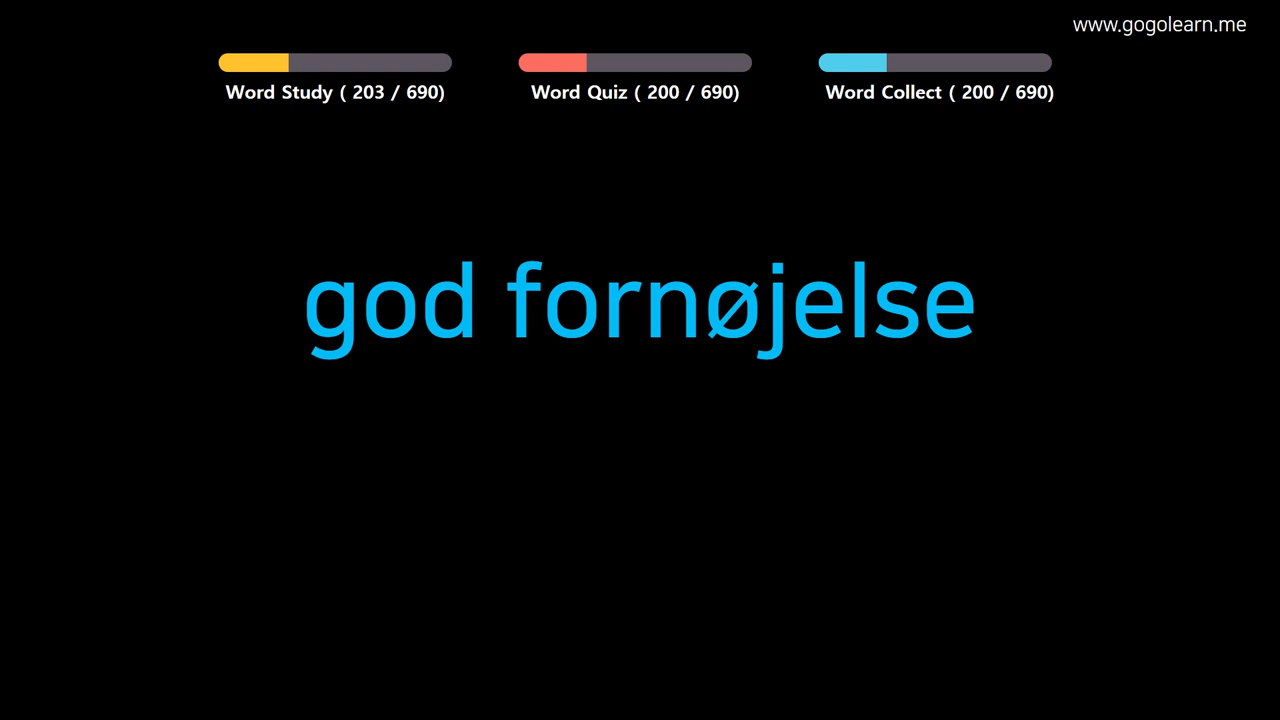 www.gogolearn.me
Word Study ( 203 / 690)
Word Quiz ( 200 / 690)
Word Collect ( 200 / 690)
god fornøjelse